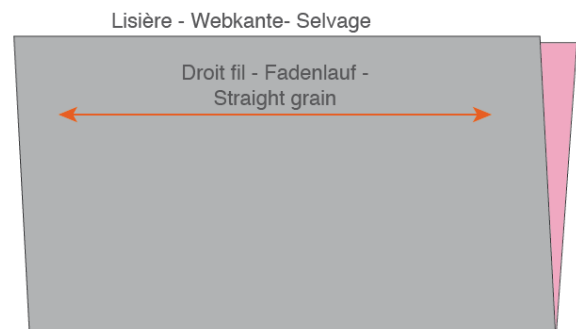 Lisière - Webkante- Selvage
Droit fil - Fadenlauf -
Straight grain